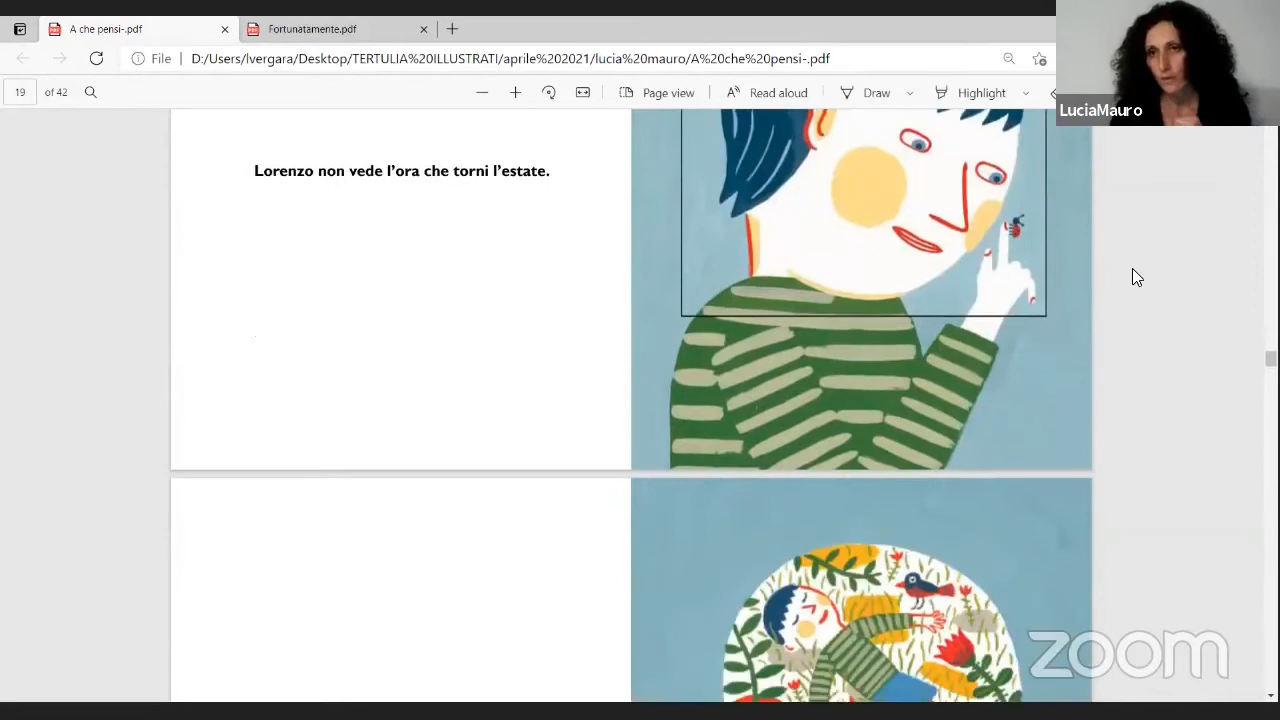 A che pensi-.pdf
Fortunatamente.pdf
File
D:/Users/lvergara/Desktop/TERTULIA%20ILLUSTRATI/aprile%202021/lucia%20mauro/A%20che%20pensi-.pdf
19 of 42
Page view
Read aloud
Draw
Highlight
LuciaMauro
Lorenzo non vede l'ora che torni l'estate.
zoom